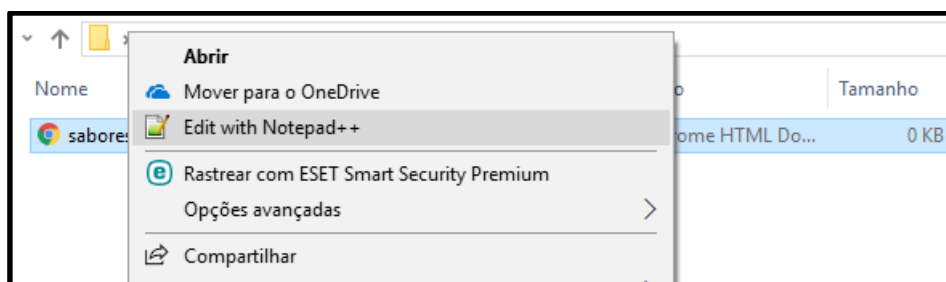 Abrir
Nome
Mover para o OneDrive
Tamanho
Edit with Notepad++
sabores
ome HTML Do...
0 KB
Rastrear com ESET Smart Security Premium
Opções avançadas
Compartilhar